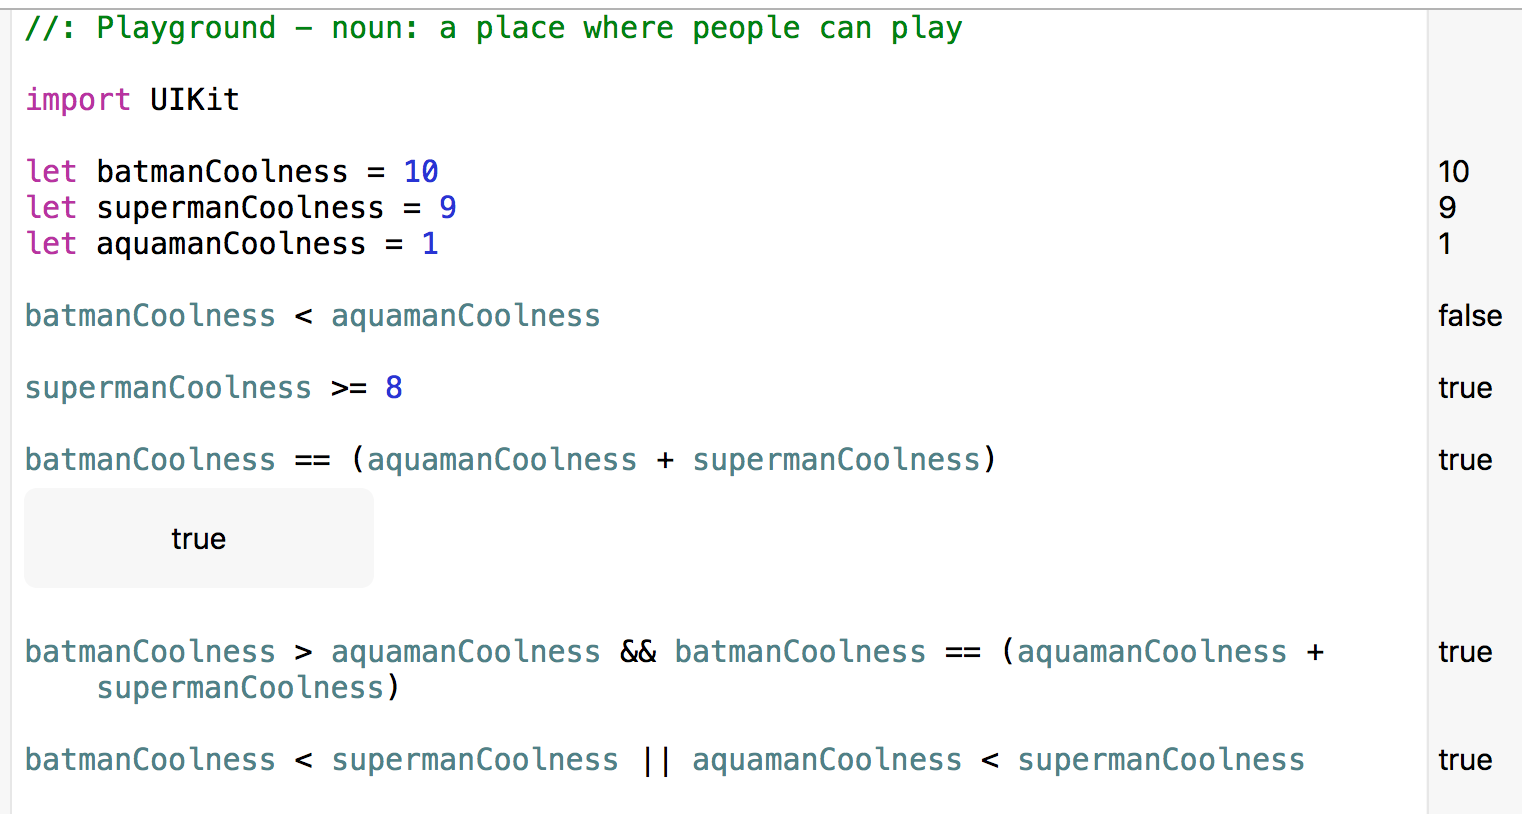 //: Playground – noun: a place where people can play
import UIKit
let batmanCoolness = 10 10
let supermanCoolness = 9 9
let aquamanCoolness = 1 1
batmanCoolness < aquamanCoolness false
supermanCoolness >= 8 true
batmanCoolness == (aquamanCoolness + supermanCoolness) true
true
batmanCoolness > aquamanCoolness && batmanCoolness == (aquamanCoolness + true
supermanCoolness)
batmanCoolness < supermanCoolness || aquamanCoolness < supermanCoolness true